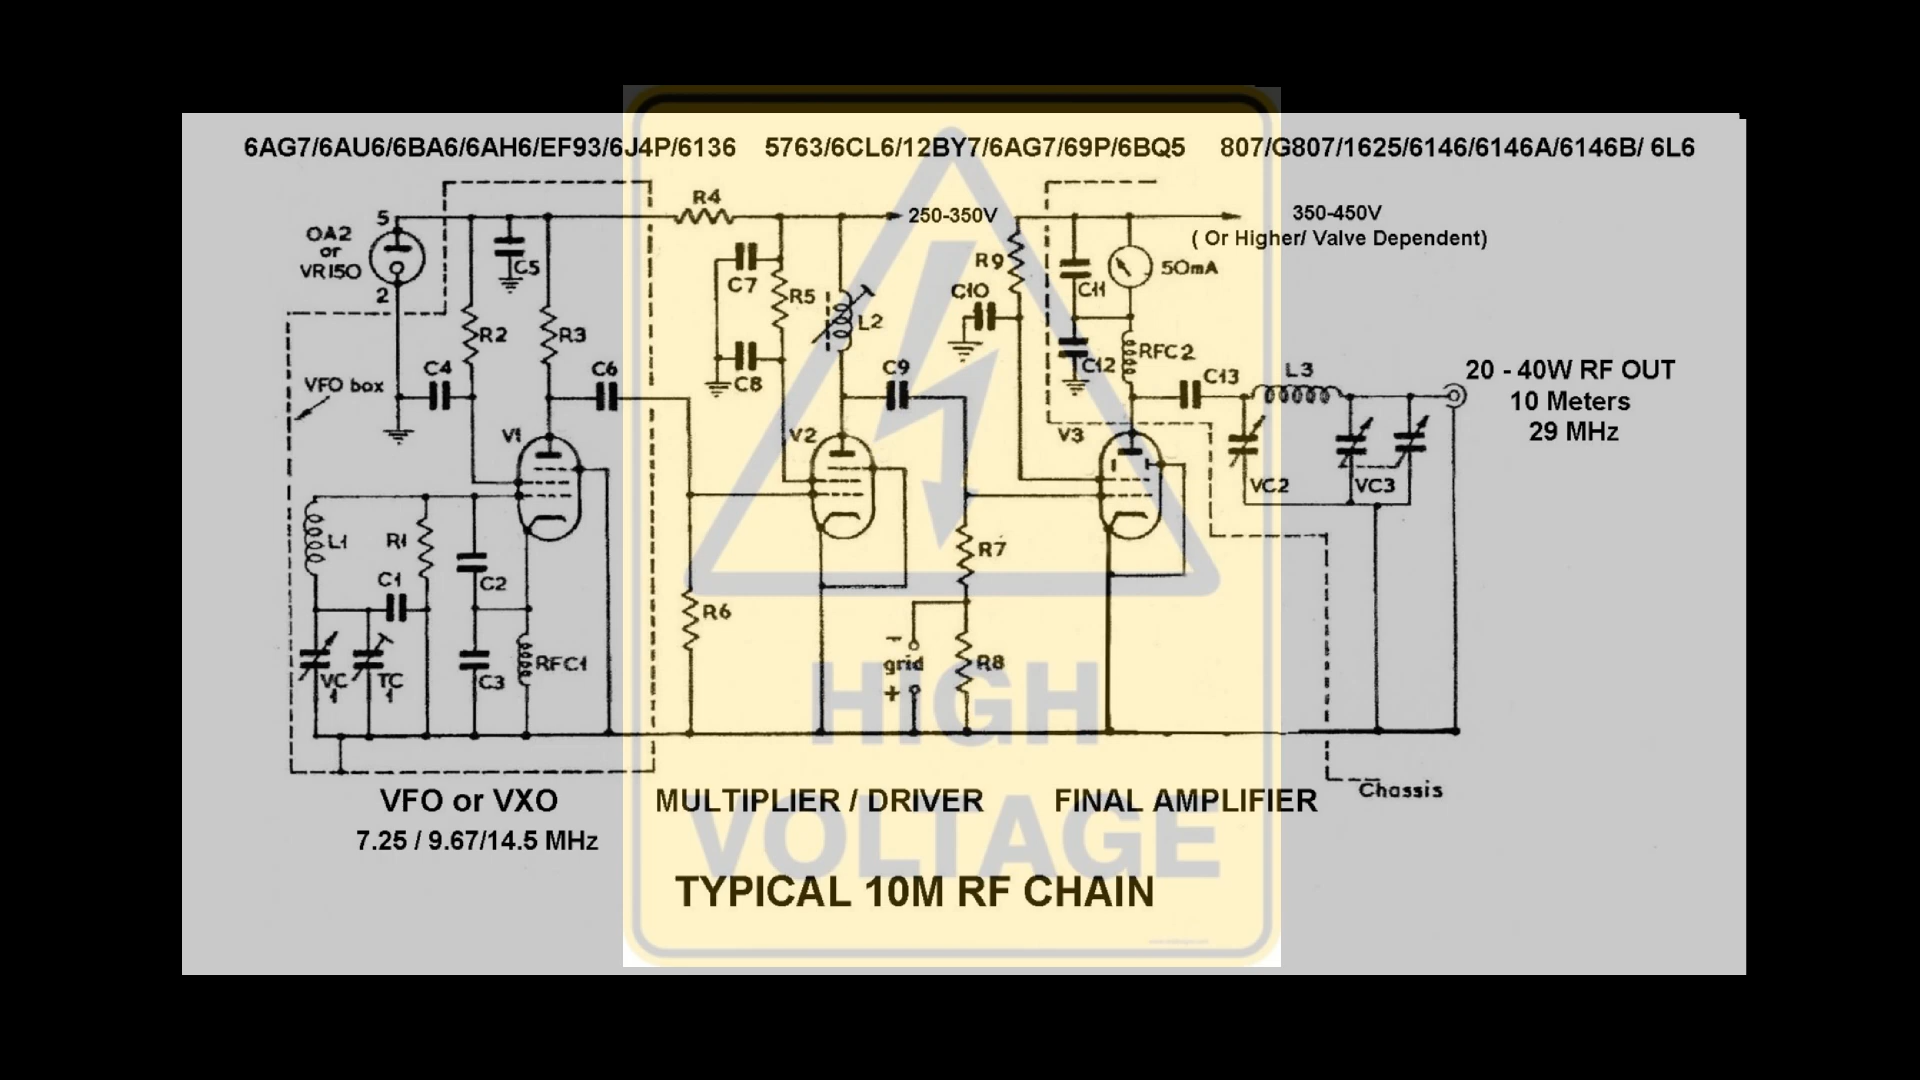 6AG7/6AU6/6BA6/6AH6/EF93/6J4P/6136 5763/6CL6/12BY7/6AG7/69P/6BQ5 807/G807/1625/6146/6146A/6146B/ 6L6
R4
5
250-350V
350-450V
( Or Higher/ Valve Dependent)
OA2
or
VR150
2
C5
C7
R5
L2
R9
C10
C11
50mA
R2
R3
C8
C12
RFC2
VFO box
C4
C6
C9
C13
L3
20 - 40W RF OUT
10 Meters
29 MHz
V1
V2
V3
VC2
VC3
L1
R1
C1
C2
R7
R6
VC
1
TC
1
C3
RFC1
-
grid
+
R8
HIGH
VOLTAGE
Chassis
VFO or VXO
MULTIPLIER / DRIVER
FINAL AMPLIFIER
7.25 / 9.67/14.5 MHz
TYPICAL 10M RF CHAIN